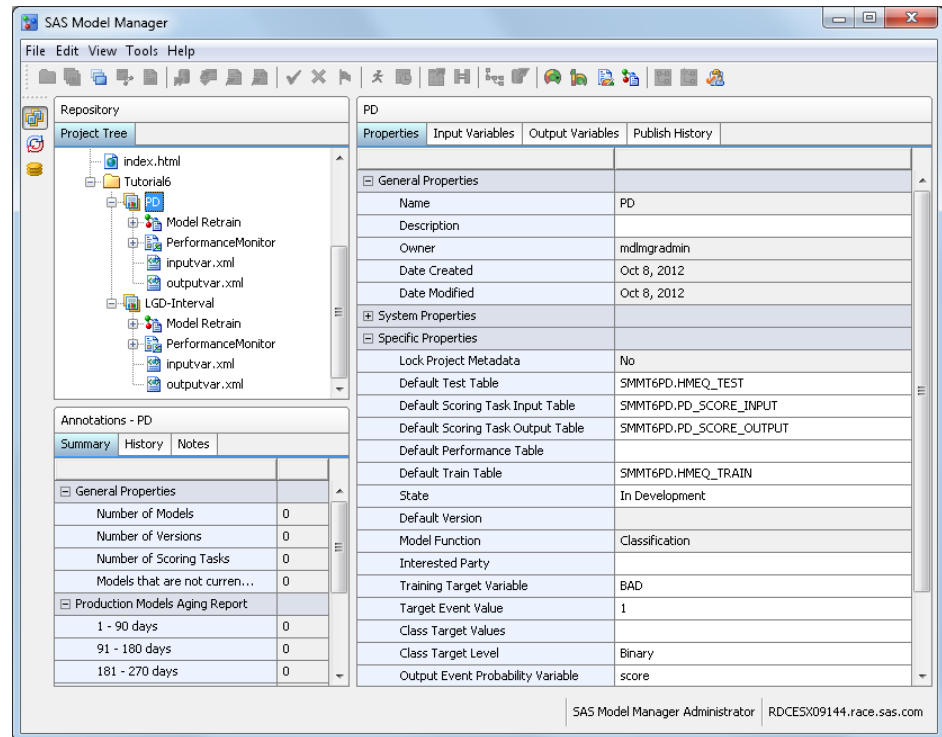 SAS Model Manager
File Edit View Tools Help
Repository
Project Tree
index.html
Tutorial6
PD
Model Retrain
PerformanceMonitor
inputvar.xml
outputvar.xml
LGD-Interval
Model Retrain
PerformanceMonitor
inputvar.xml
outputvar.xml
Annotations - PD
Summary History Notes
General Properties
Number of Models 0
Number of Versions 0
Number of Scoring Tasks 0
Models that are not curren... 0
Production Models Aging Report
1 - 90 days 0
91 - 180 days 0
181 - 270 days 0
PD
Properties Input Variables Output Variables Publish History
General Properties
Name PD
Description
Owner mdlmgradmin
Date Created Oct 8, 2012
Date Modified Oct 8, 2012
System Properties
Specific Properties
Lock Project Metadata No
Default Test Table SMMT6PD.HMEQ_TEST
Default Scoring Task Input Table SMMT6PD.PD_SCORE_INPUT
Default Scoring Task Output Table SMMT6PD.PD_SCORE_OUTPUT
Default Performance Table
Default Train Table SMMT6PD.HMEQ_TRAIN
State In Development
Default Version
Model Function Classification
Interested Party
Training Target Variable BAD
Target Event Value 1
Class Target Values
Class Target Level Binary
Output Event Probability Variable score
SAS Model Manager Administrator RDCESX09144.race.sas.com